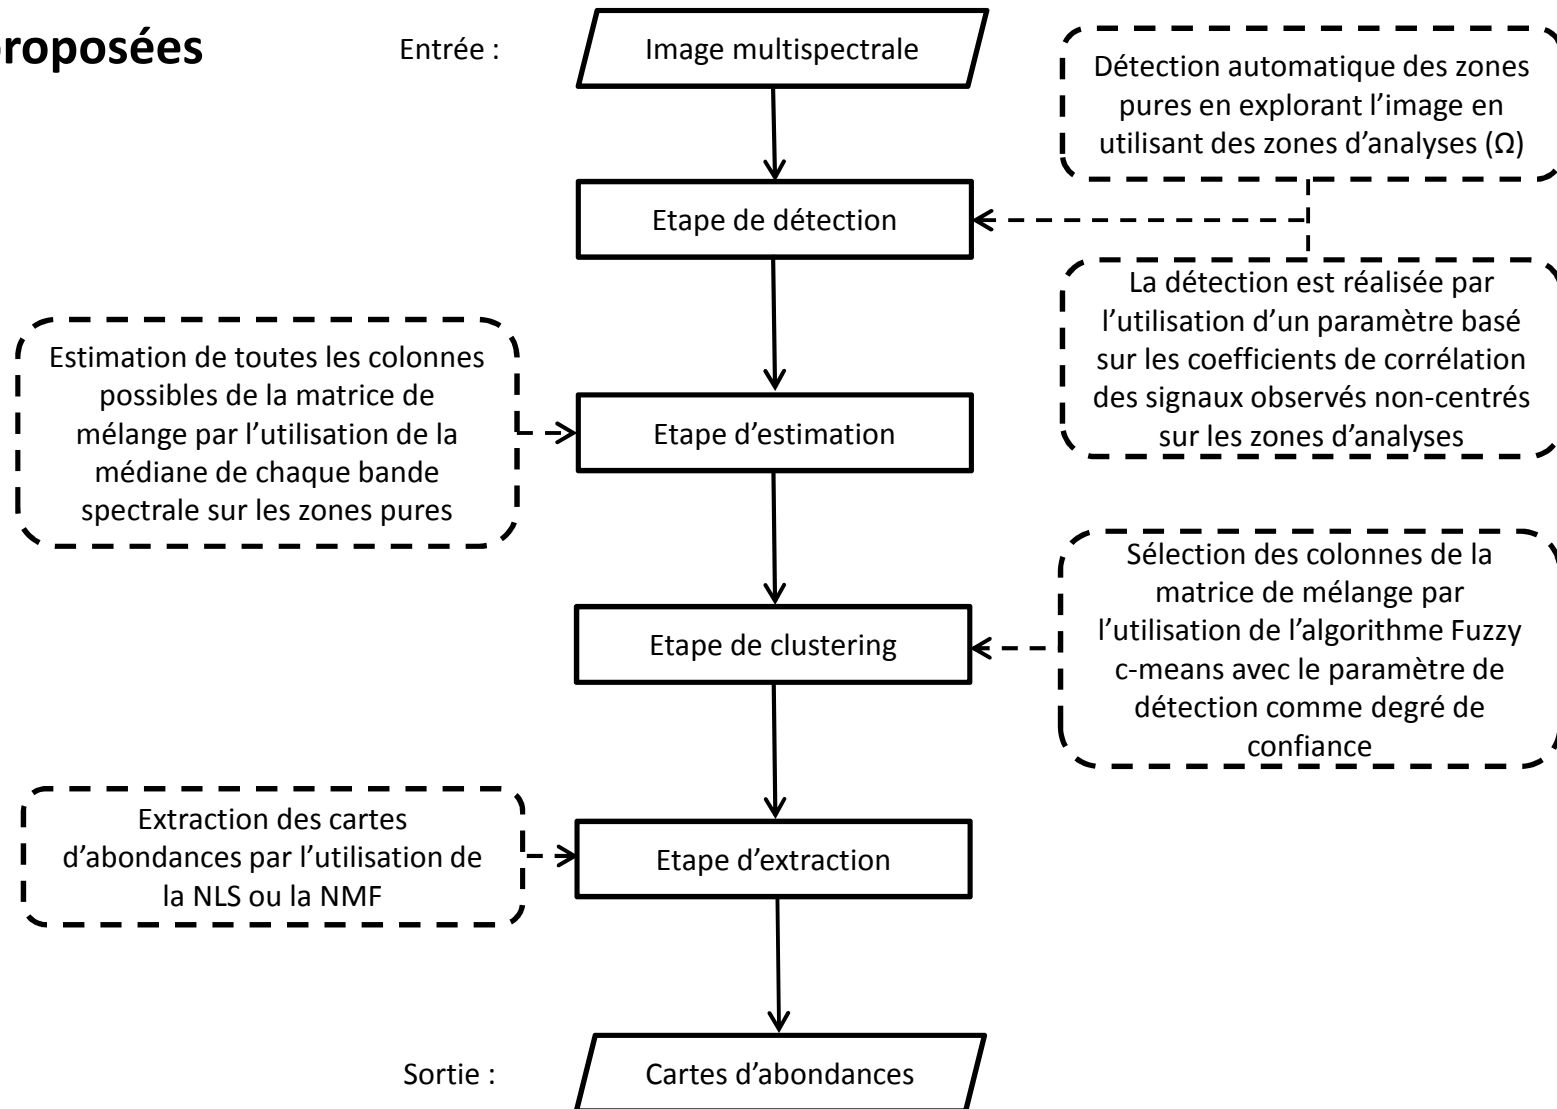 proposées
Entrée :
Image multispectrale
Détection automatique des zones
pures en explorant l’image en
utilisant des zones d’analyses (Ω)
Etape de détection
La détection est réalisée par
l’utilisation d’un paramètre basé
sur les coefficients de corrélation
des signaux observés non-centrés
sur les zones d’analyses
Estimation de toutes les colonnes
possibles de la matrice de
mélange par l’utilisation de la
médiane de chaque bande
spectrale sur les zones pures
Etape d’estimation
Etape de clustering
Sélection des colonnes de la
matrice de mélange par
l’utilisation de l’algorithme Fuzzy
c-means avec le paramètre de
détection comme degré de
confiance
Extraction des cartes
d’abondances par l’utilisation de
la NLS ou la NMF
Etape d’extraction
Sortie :
Cartes d’abondances